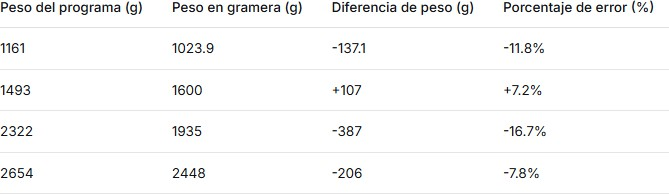 Peso del programa (g) Peso en gramera (g) Diferencia de peso (g) Porcentaje de error (%)
1161 1023.9 -137.1 -11.8%
1493 1600 +107 +7.2%
2322 1935 -387 -16.7%
2654 2448 -206 -7.8%